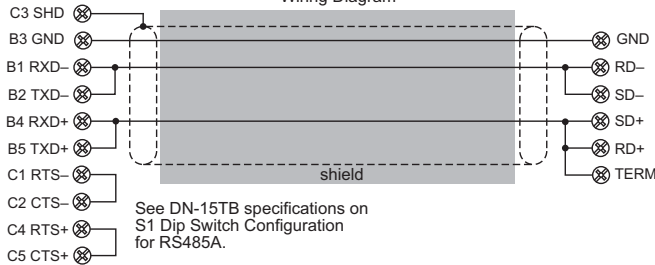 Wiring Diagram
C3 SHD
B3 GND
B1 RXD–
B2 TXD–
B4 RXD+
B5 TXD+
C1 RTS–
C2 CTS–
C4 RTS+
C5 CTS+
shield
See DN-15TB specifications on
S1 Dip Switch Configuration
for RS485A.
GND
RD–
SD–
SD+
RD+
TERM